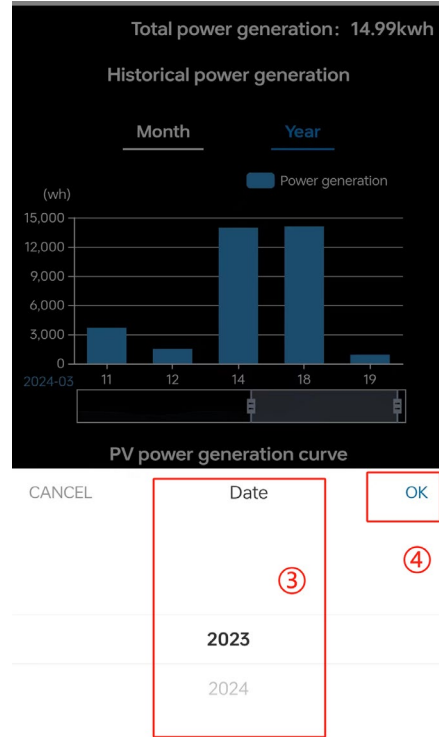 Total power generation: 14.99kwh
Historical power generation
Month Year
Power generation
(wh)
15,000
12,000
9,000
6,000
3,000
0
2024-03 11 12 14 18 19
PV power generation curve
CANCEL Date OK
④
③
2023
2024